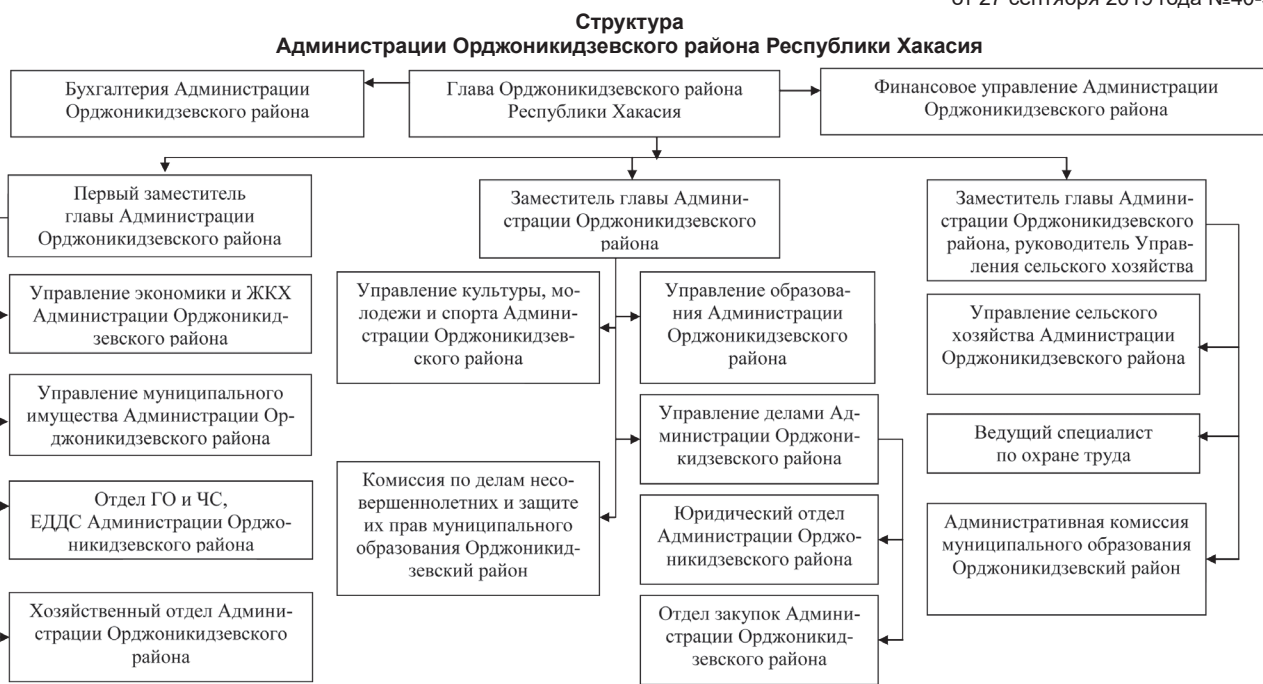 от 27 сентября 2019 года
Структура
Администрации Орджоникидзевского района Республики Хакасия
Бухгалтерия Администрации
Орджоникидзевского района
Глава Орджоникидзевского района
Республики Хакасия
Финансовое управление Администрации
Орджоникидзевского района
Первый заместитель
главы Администрации
Орджоникидзевского района
Заместитель главы Админи-
страции Орджоникидзевского
района
Заместитель главы Админи-
страции Орджоникидзевского
района, руководитель Управ-
ления сельского хозяйства
Управление экономики и ЖКХ
Администрации Орджоникид-
зевского района
Управление муниципального
имущества Администрации Ор-
джоникидзевского района
Отдел ГО и ЧС,
ЕДДС Администрации Орджо-
никидзевского района
Хозяйственный отдел Админи-
страции Орджоникидзевского
района
Управление культуры, мо-
лодежи и спорта Админи-
страции Орджоникидзев-
ского района
Комиссия по делам несо-
вершеннолетних и защите
их прав муниципального
образования Орджоникид-
зевский район
Управление образова-
ния Администрации
Орджоникидзевского
района
Управление делами Ад-
министрации Орджони-
кидзевского района
Юридический отдел
Администрации Орджо-
никидзевского района
Отдел закупок Админи-
страции Орджоникид-
зевского района
Управление сельского
хозяйства Администрации
Орджоникидзевского района
Ведущий специалист
по охране труда
Административная комиссия
муниципального образования
Орджоникидзевский район